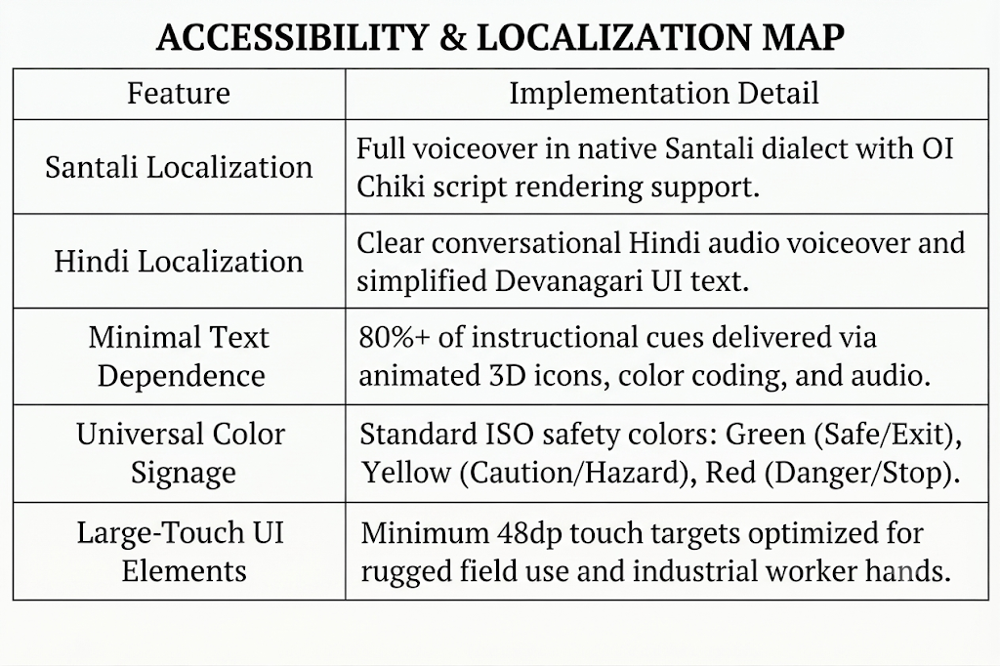 ACCESSIBILITY & LOCALIZATION MAP
Feature
Implementation Detail
Santali Localization
Full voiceover in native Santali dialect with OI
Chiki script rendering support.
Hindi Localization
Clear conversational Hindi audio voiceover and
simplified Devanagari UI text.
Minimal Text
Dependence
80%+ of instructional cues delivered via
animated 3D icons, color coding, and audio.
Universal Color
Signage
Standard ISO safety colors: Green (Safe/Exit),
Yellow (Caution/Hazard), Red (Danger/Stop).
Large-Touch UI
Elements
Minimum 48dp touch targets optimized for
rugged field use and industrial worker hands.